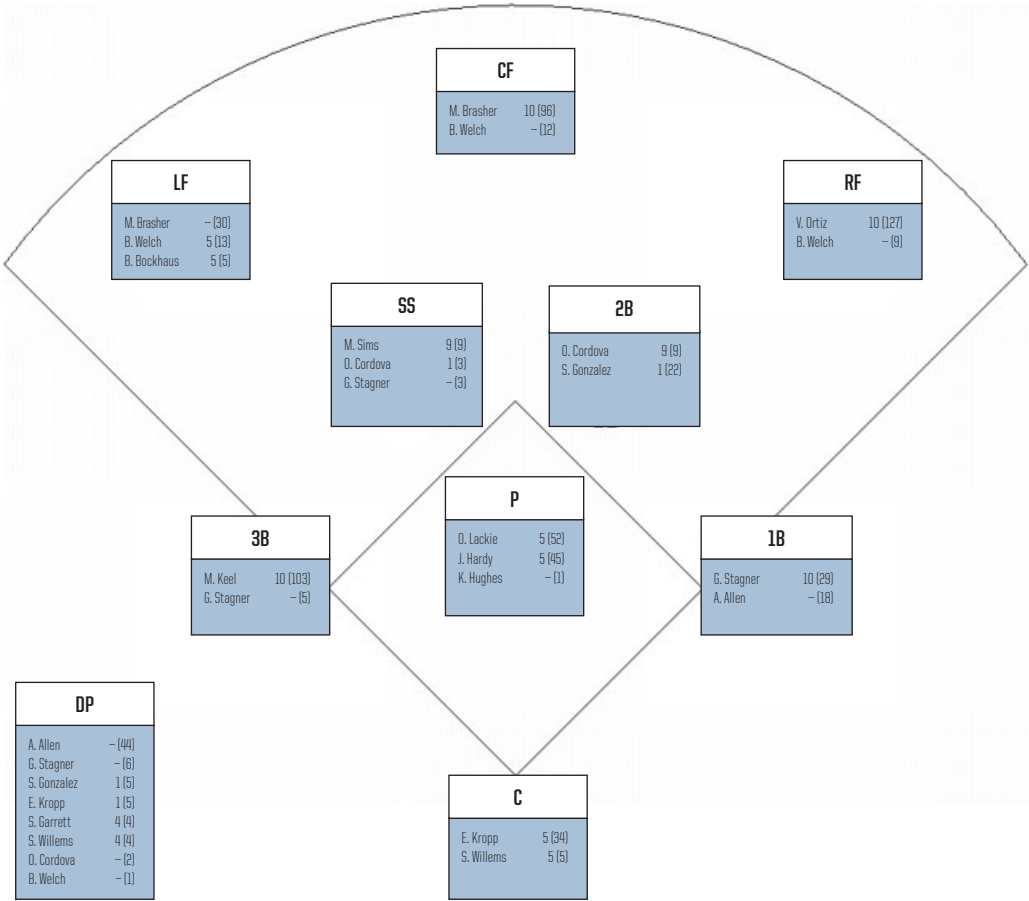 CF
M. Brasher 10 (96)
B. Welch – (12)
LF
M. Brasher – (30)
B. Welch 5 (13)
B. Bockhaus 5 (5)
RF
V. Ortiz 10 (127)
B. Welch – (9)
SS
M. Sims 9 (9)
O. Cordova 1 (3)
G. Stagner – (3)
2B
O. Cordova 9 (9)
S. Gonzalez 1 (22)
P
O. Lackie 5 (52)
J. Hardy 5 (45)
K. Hughes – (1)
3B
M. Keel 10 (103)
G. Stagner – (5)
1B
G. Stagner 10 (29)
A. Allen – (18)
DP
A. Allen – (44)
G. Stagner – (6)
S. Gonzalez 1 (5)
E. Kropp 1 (5)
S. Garrett 4 (4)
S. Willems 4 (4)
O. Cordova – (2)
B. Welch – (1)
C
E. Kropp 5 (34)
S. Willems 5 (5)